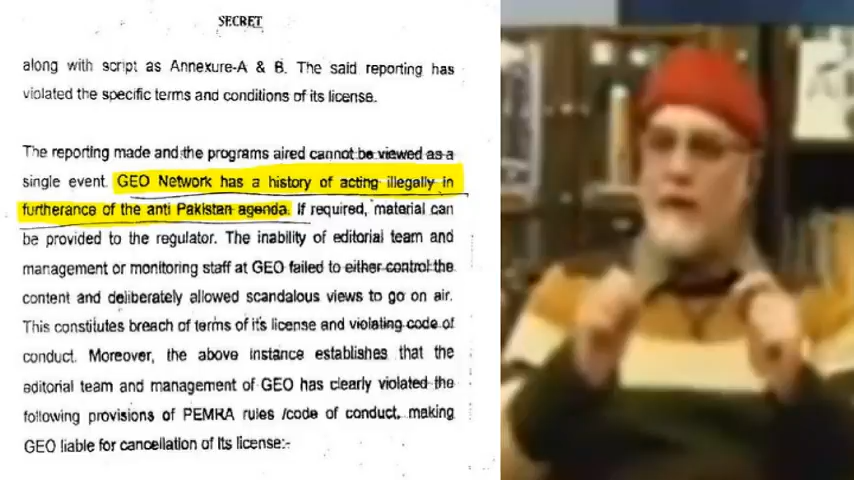 SECRET
along with script as Annexure-A & B. The said reporting has
violated the specific terms and conditions of its license.
The reporting made and the programs aired cannot be viewed as a
single event. GEO Network has a history of acting illegally in
furtherance of the anti Pakistan agenda. If required, material can
be provided to the regulator. The inability of editorial team and
management or monitoring staff at GEO failed to either control the
content and deliberately allowed scandalous views to go on air.
This constitutes breach of terms of it's license and violating code of
conduct. Moreover, the above instance establishes that the
editorial team and management of GEO has clearly violated the
following provisions of PEMRA rules /code of conduct, making
GEO liable for cancellation of its license:-